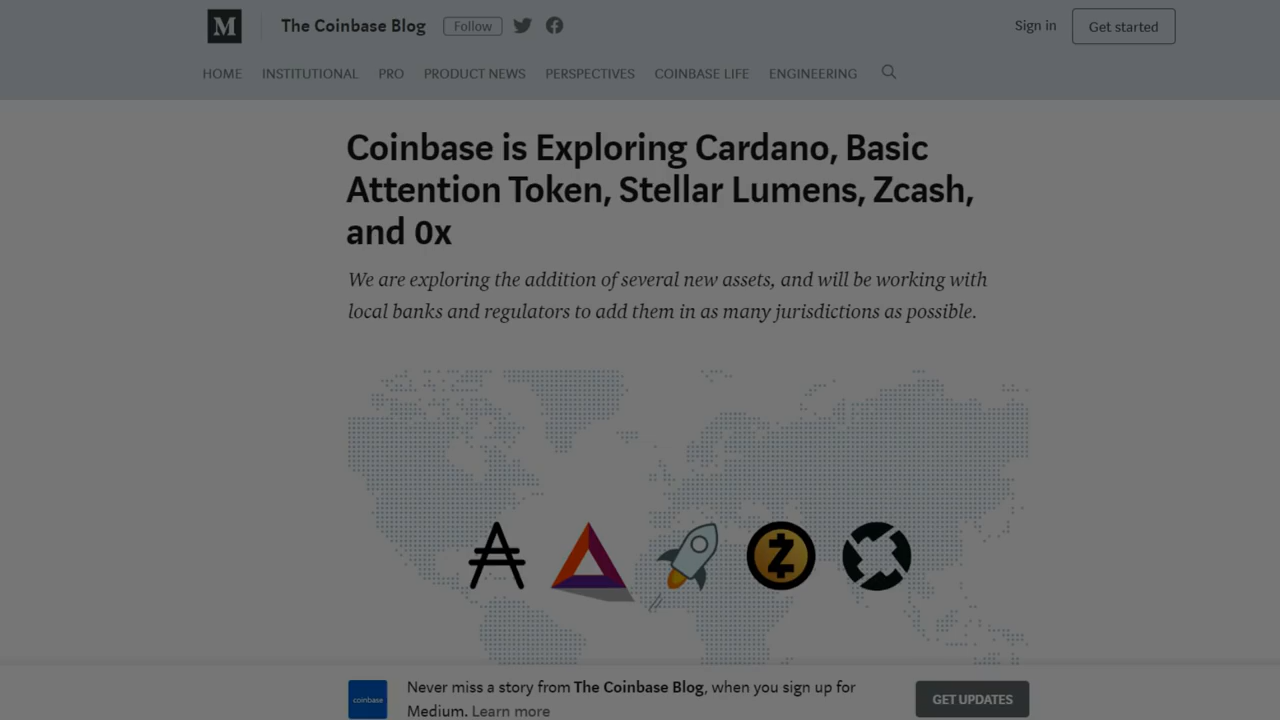 M The Coinbase Blog Follow Sign in Get started
HOME INSTITUTIONAL PRO PRODUCT NEWS PERSPECTIVES COINBASE LIFE ENGINEERING
Coinbase is Exploring Cardano, Basic
Attention Token, Stellar Lumens, Zcash,
and 0x
We are exploring the addition of several new assets, and will be working with
local banks and regulators to add them in as many jurisdictions as possible.
coinbase
Never miss a story from The Coinbase Blog, when you sign up for
Medium. Learn more
GET UPDATES